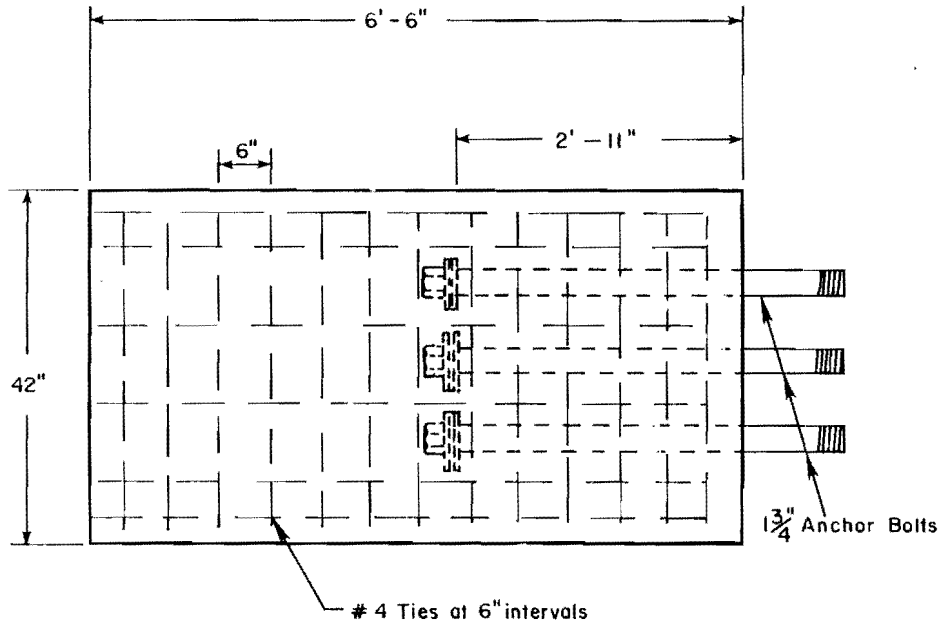 6'-6"
2'-11"
6"
42"
1 3/4" Anchor Bolts
# 4 Ties at 6" intervals